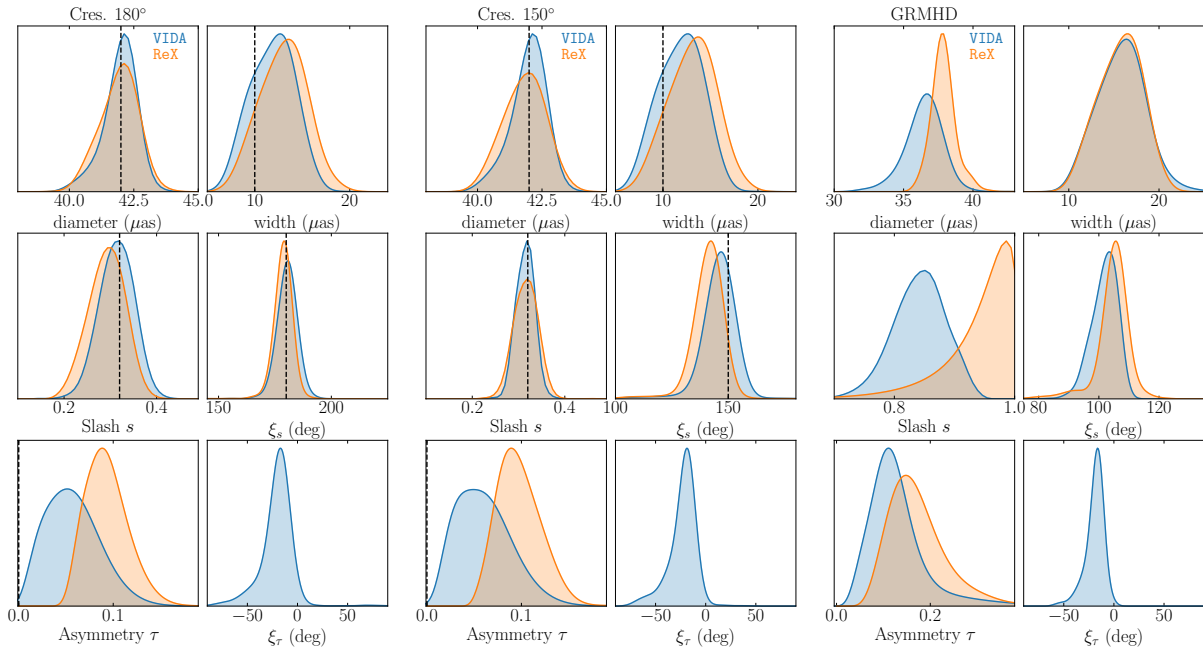 Cres. 180° Cres. 150° GRMHD
VIDA VIDA VIDA
ReX ReX ReX
40.0 42.5 45.0 10 20 40.0 42.5 45.0 10 20 30 35 40 10 20
diameter (μas) width (μas) diameter (μas) width (μas) diameter (μas) width (μas)
0.2 0.4 150 200 0.2 0.4 100 150 0.8 1.0 80 100 120
Slash s ξs (deg) Slash s ξs (deg) Slash s ξs (deg)
0.0 0.1 −50 0 50 0.0 0.1 −50 0 50 0.0 0.2 −50 0 50
Asymmetry τ ξτ (deg) Asymmetry τ ξτ (deg) Asymmetry τ ξτ (deg)